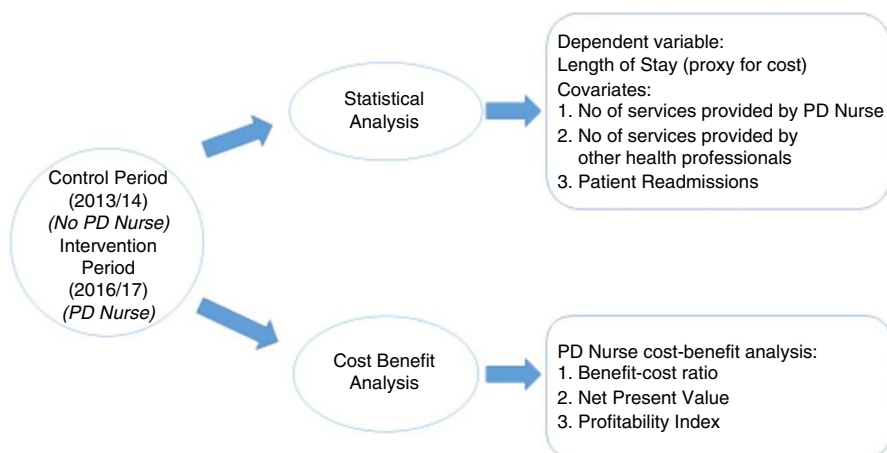 Control Period
(2013/14)
(No PD Nurse)
Intervention
Period
(2016/17)
(PD Nurse)
Statistical
Analysis
Dependent variable:
Length of Stay (proxy for cost)
Covariates:
1. No of services provided by PD Nurse
2. No of services provided by
other health professionals
3. Patient Readmissions
Cost Benefit
Analysis
PD Nurse cost-benefit analysis:
1. Benefit-cost ratio
2. Net Present Value
3. Profitability Index